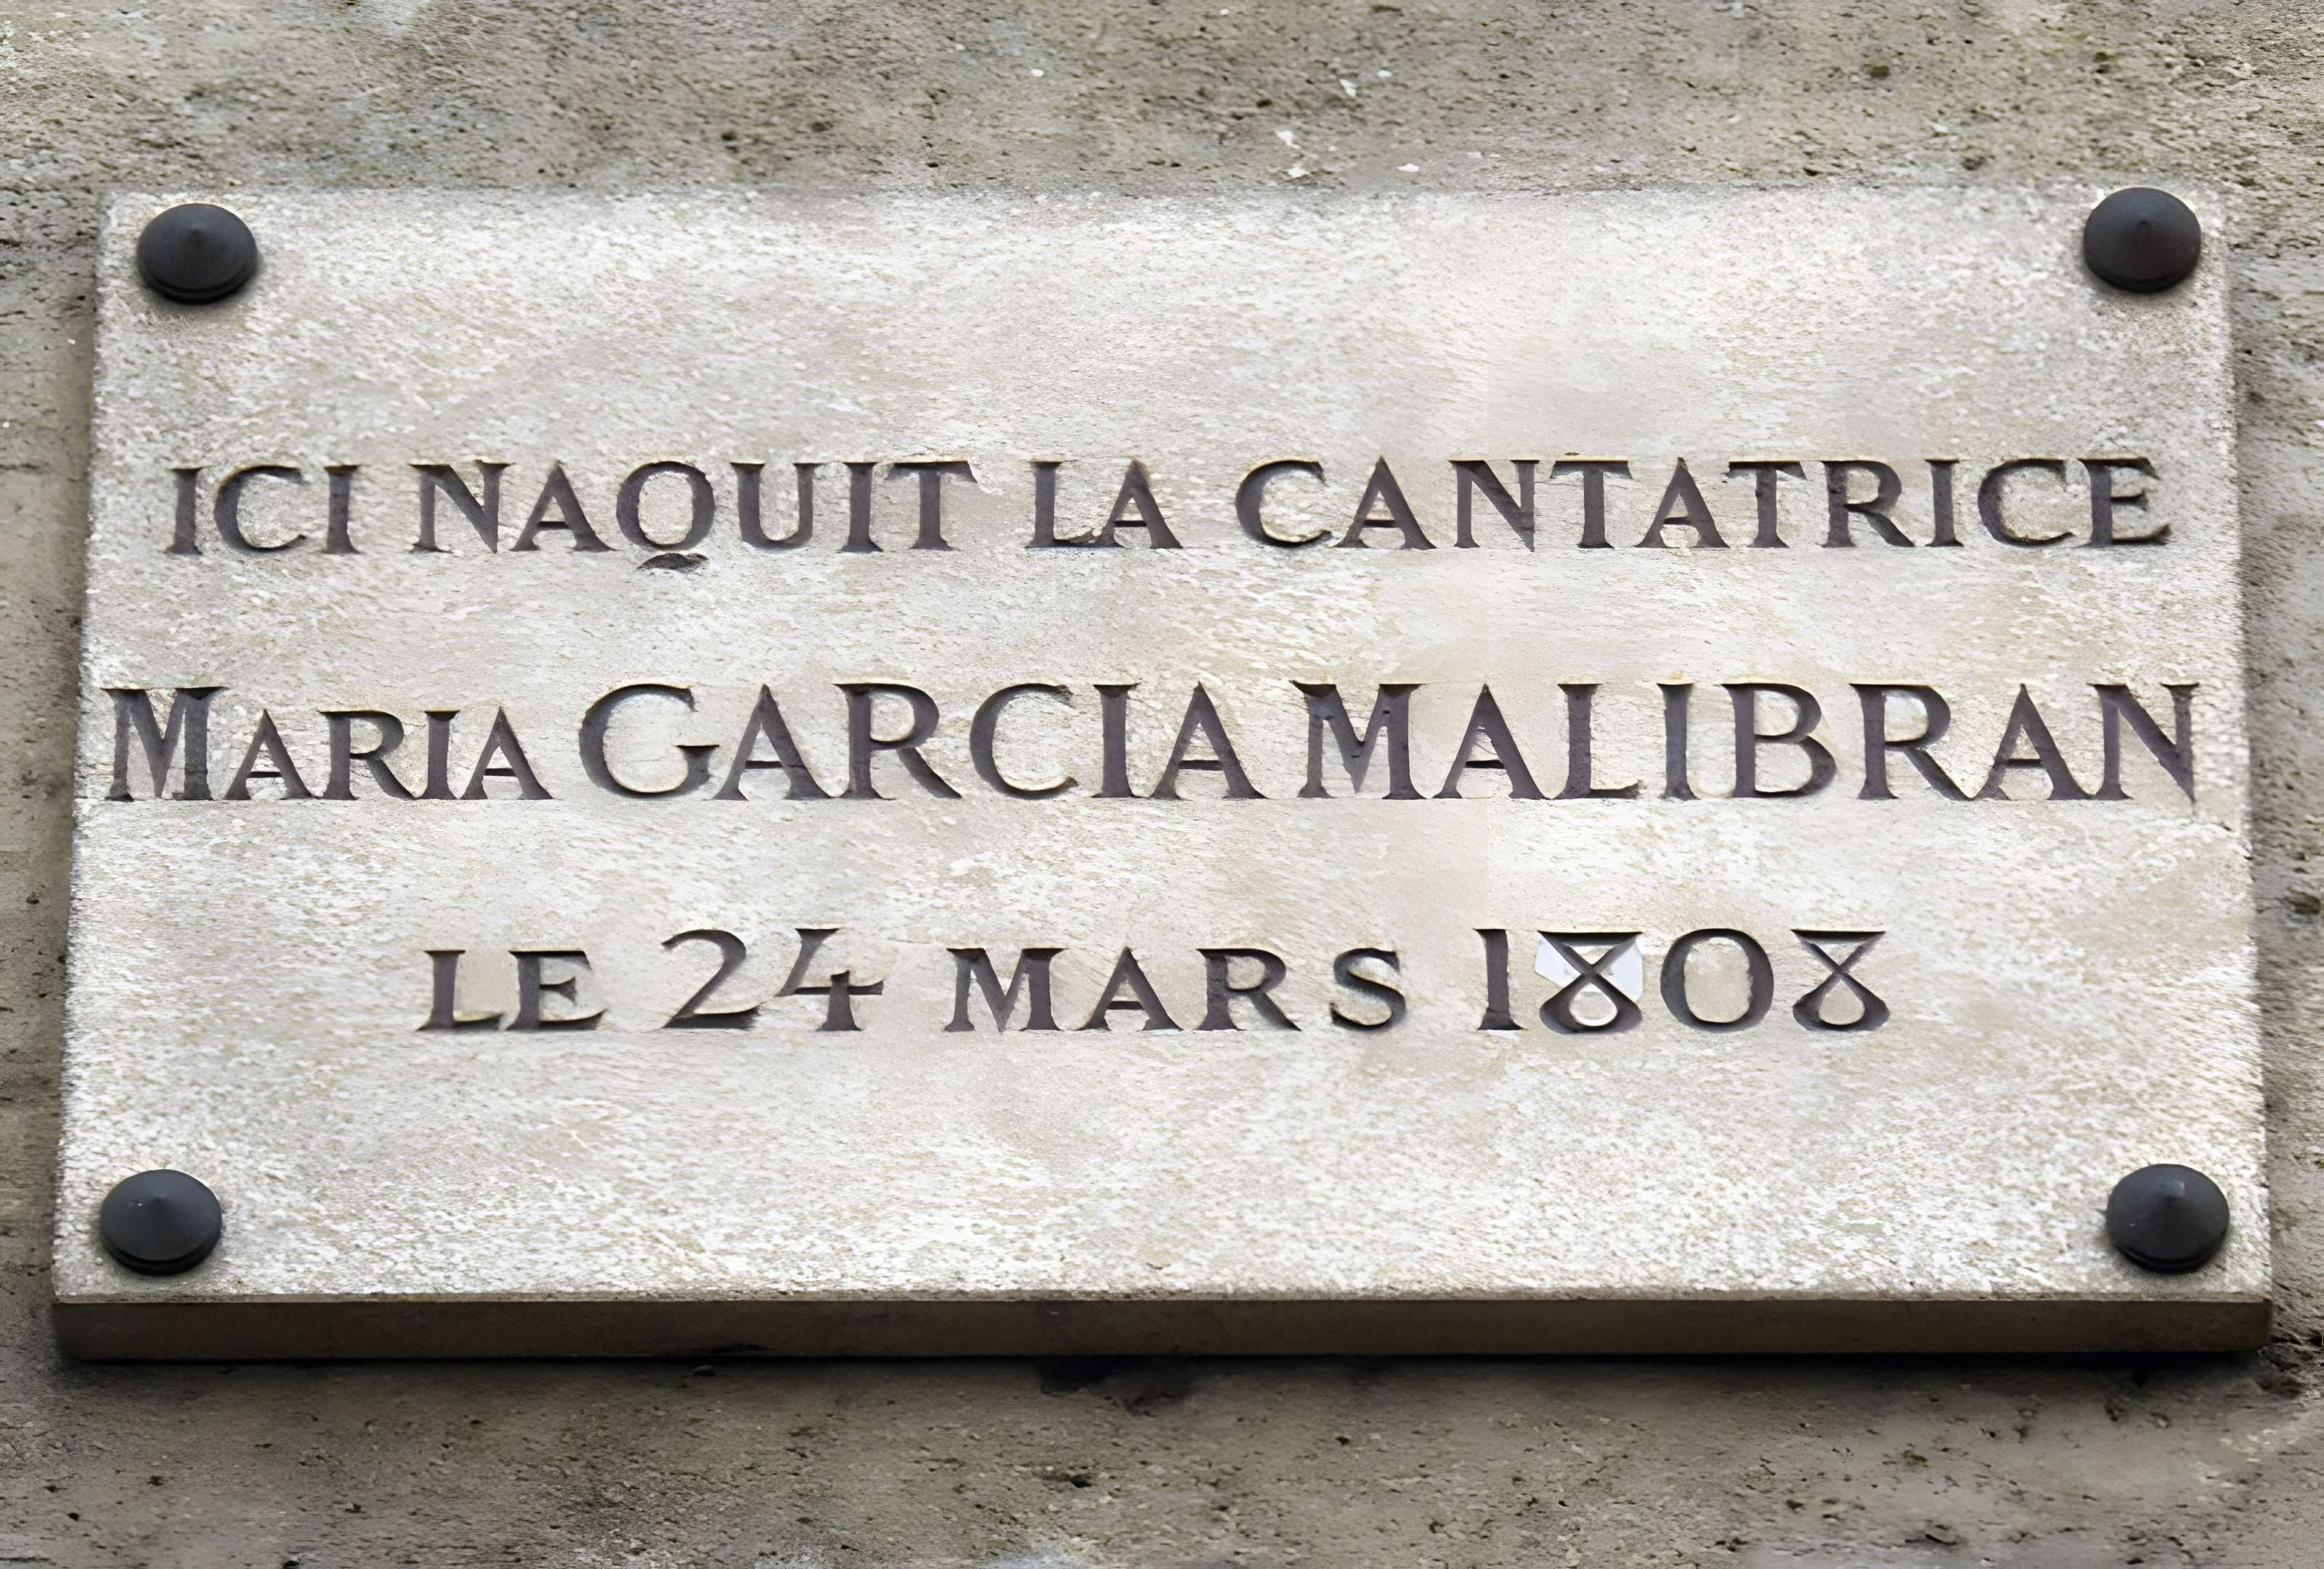 ICI NAQUIT LA CANTATRICE
MARIA GARCIA MALIBRAN
LE 24 MARS 1808